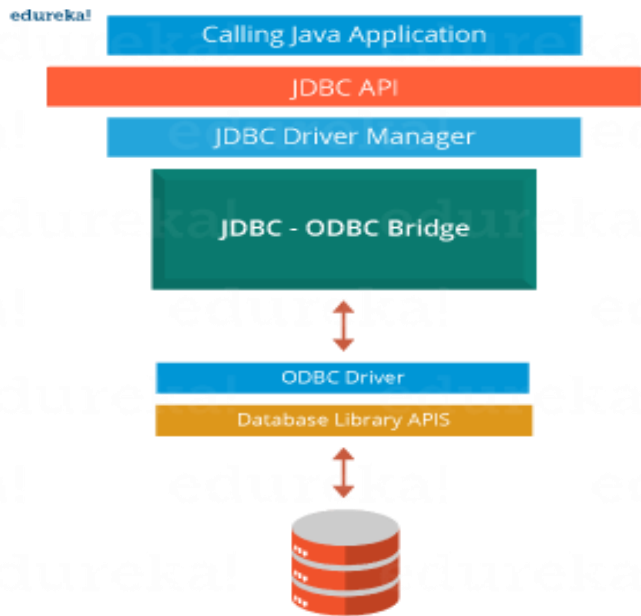 edureka!
Calling Java Application
JDBC API
JDBC Driver Manager
JDBC - ODBC Bridge
ODBC Driver
Database Library APIS